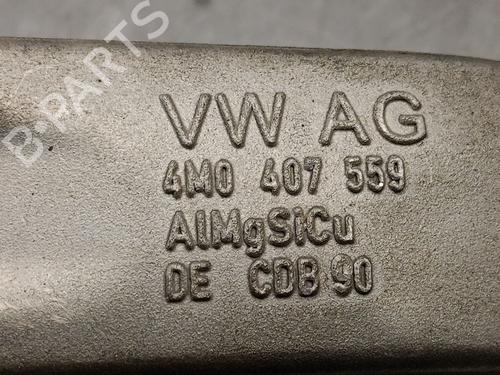 B-PARTS
VW AG
4M0 407 559
AlMgSiCu
DE CDB 90